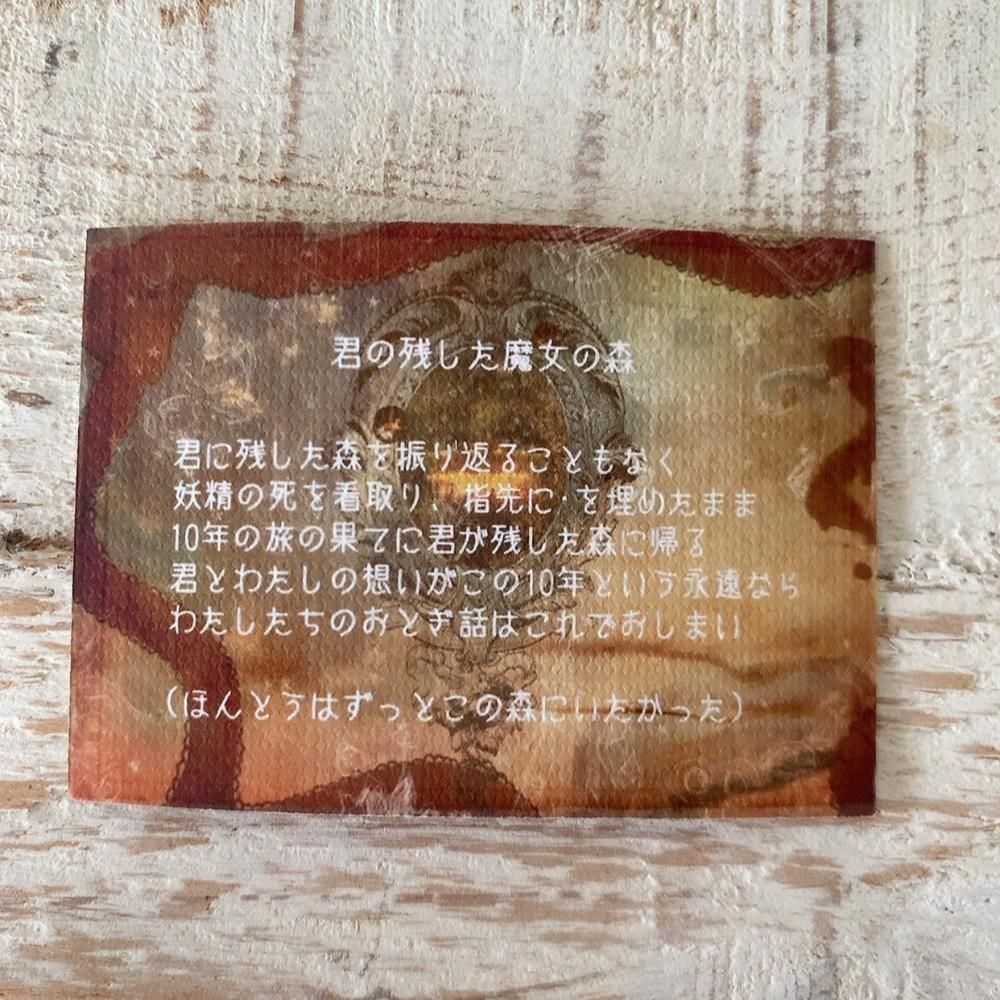 君の残した魔女の森
君に残した森を振り返ることもなく
妖精の死を看取り、指先に・を埋めたまま
10年の旅の果てに君が残した森に帰る
君とわたしの想いがこの10年という永遠なら
わたしたちのおとぎ話はこれでおしまい
（ほんとうはずっとこの森にいたかった）